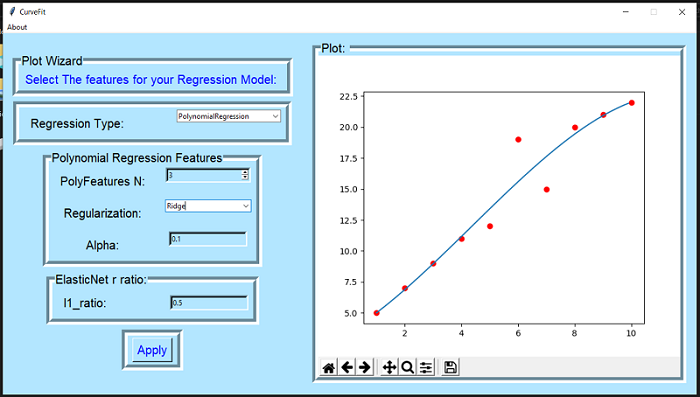 CurveFit
About
Plot Wizard
Select The features for your Regression Model:
Regression Type:
PolynomialRegression
Polynomial Regression Features
PolyFeatures N:
3
Regularization:
Ridge
Alpha:
0.1
ElasticNet r ratio:
l1_ratio:
0.5
Apply
Plot:
22.5
20.0
17.5
15.0
12.5
10.0
7.5
5.0
2 4 6 8 10